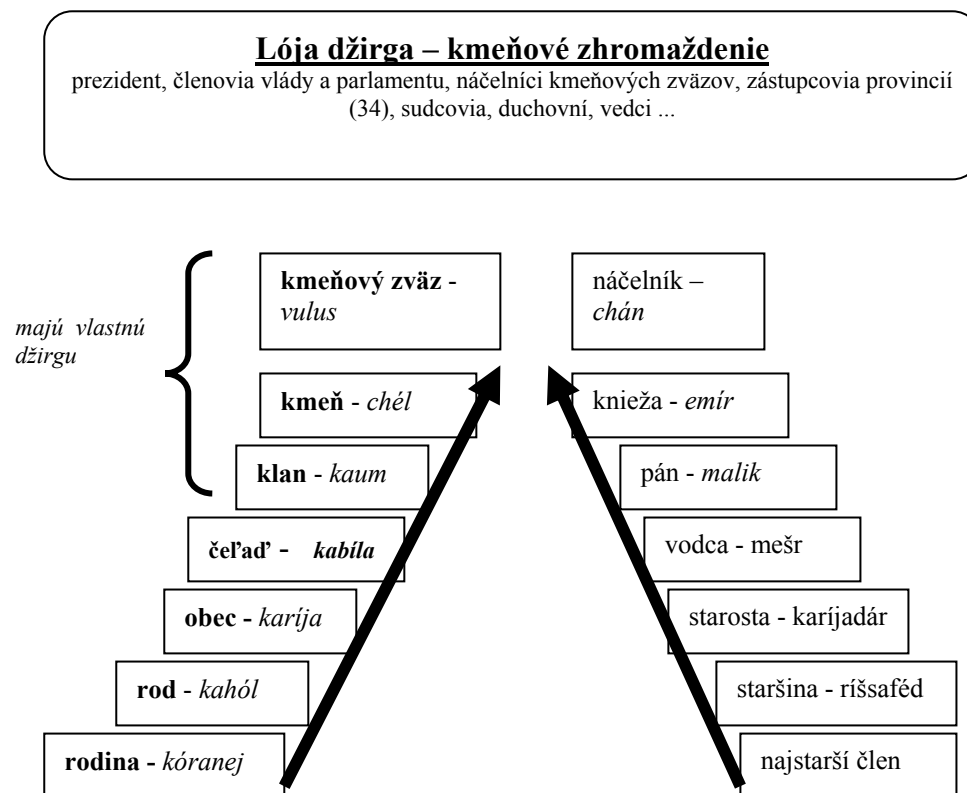 Lója džirga – kmeňové zhromaždenie
prezident, členovia vlády a parlamentu, náčelníci kmeňových zväzov, zástupcovia provincií
(34), sudcovia, duchovní, vedci ...
kmeňový zväz -
vulus
náčelník –
chán
majú vlastnú
džirgu
kmeň - chél
knieža - emír
klan - kaum
pán - malik
čeľaď - kabíla
vodca - mešr
obec - karíja
starosta - karíjadár
rod - kahól
staršina - ríšsaféd
rodina - kóranej
najstarší člen